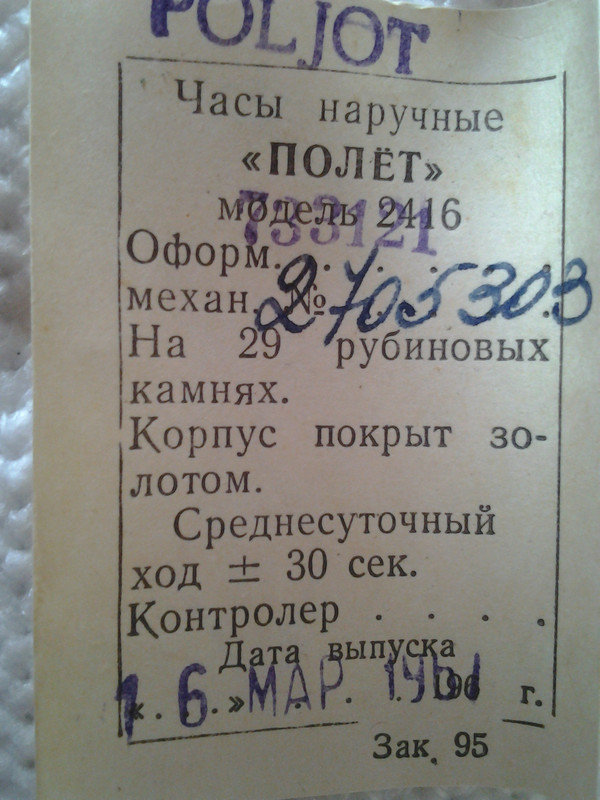 POLJOT
Часы наручные
«ПОЛЁТ»
модель 2416
733121
Оформ. . . . . .
механ. № 2705303
На 29 рубиновых
камнях.
Корпус покрыт зо-
лотом.
Среднесуточный
ход ± 30 сек.
Контролер . . . .
Дата выпуска
«16» МАР. 1961 г.
Зак. 95